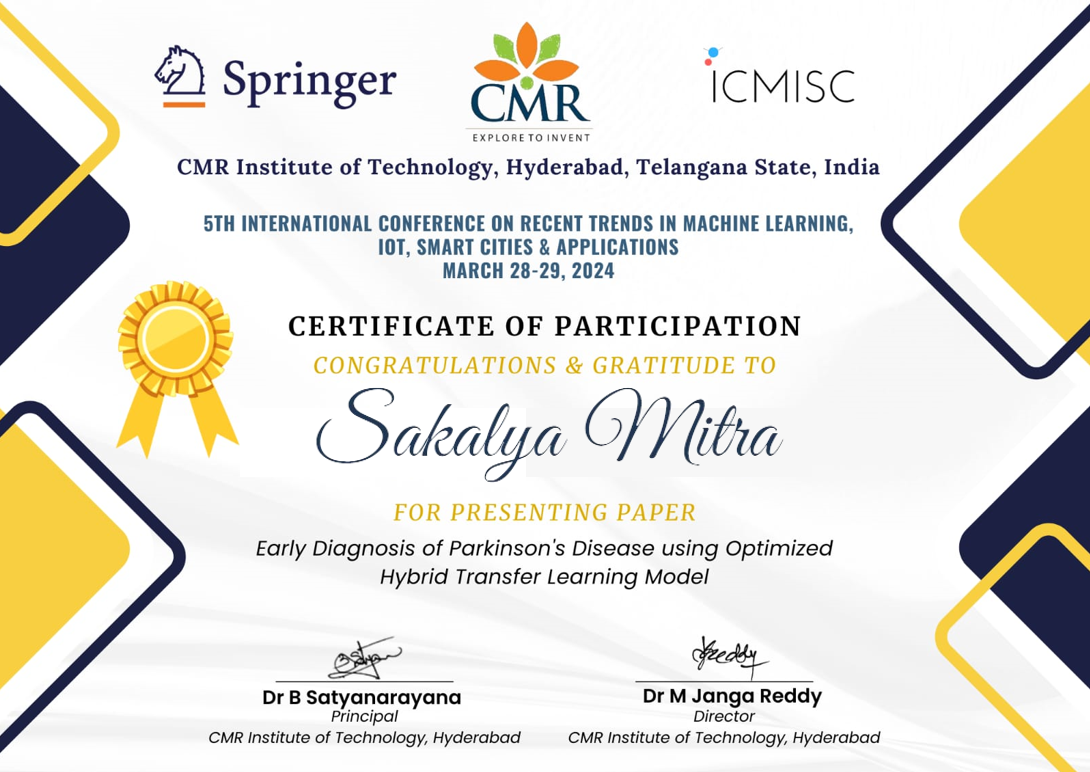 Springer
CMR
EXPLORE TO INVENT
iCMISC
CMR Institute of Technology, Hyderabad, Telangana State, India
5TH INTERNATIONAL CONFERENCE ON RECENT TRENDS IN MACHINE LEARNING,
IOT, SMART CITIES & APPLICATIONS
MARCH 28-29, 2024
CERTIFICATE OF PARTICIPATION
CONGRATULATIONS & GRATITUDE TO
Sakalya Mitra
FOR PRESENTING PAPER
Early Diagnosis of Parkinson's Disease using Optimized
Hybrid Transfer Learning Model
Dr B Satyanarayana
Principal
CMR Institute of Technology, Hyderabad
Dr M Janga Reddy
Director
CMR Institute of Technology, Hyderabad